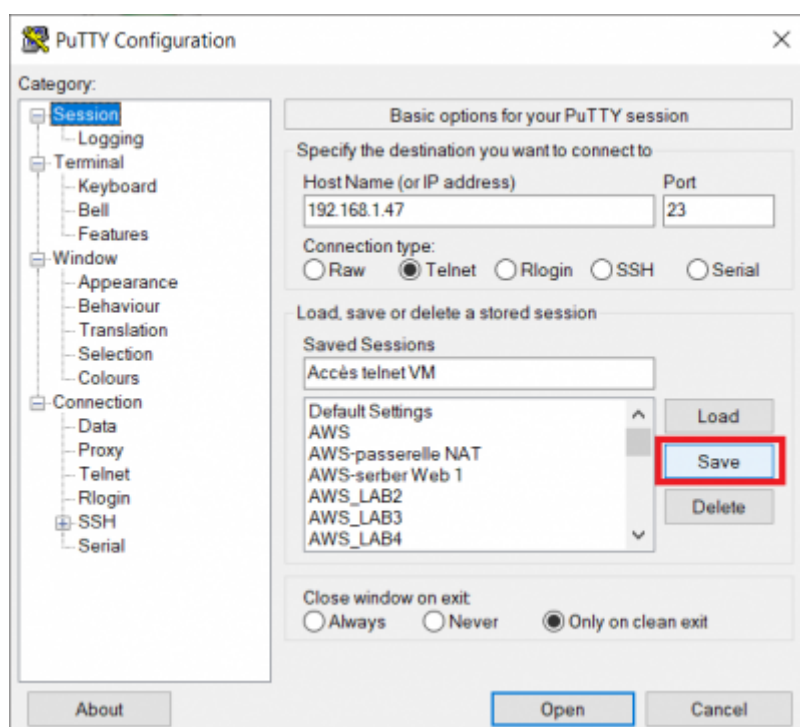 PuTTY Configuration
Category:
Session
Logging
Terminal
Keyboard
Bell
Features
Window
Appearance
Behaviour
Translation
Selection
Colours
Connection
Data
Proxy
Telnet
Rlogin
SSH
Serial
Basic options for your PuTTY session
Specify the destination you want to connect to
Host Name (or IP address) Port
192.168.1.47 23
Connection type:
Raw Telnet Rlogin SSH Serial
Load, save or delete a stored session
Saved Sessions
Accès telnet VM
Default Settings
AWS
AWS-passerelle NAT
AWS-serber Web 1
AWS_LAB2
AWS_LAB3
AWS_LAB4
Load
Save
Delete
Close window on exit:
Always Never Only on clean exit
About Open Cancel